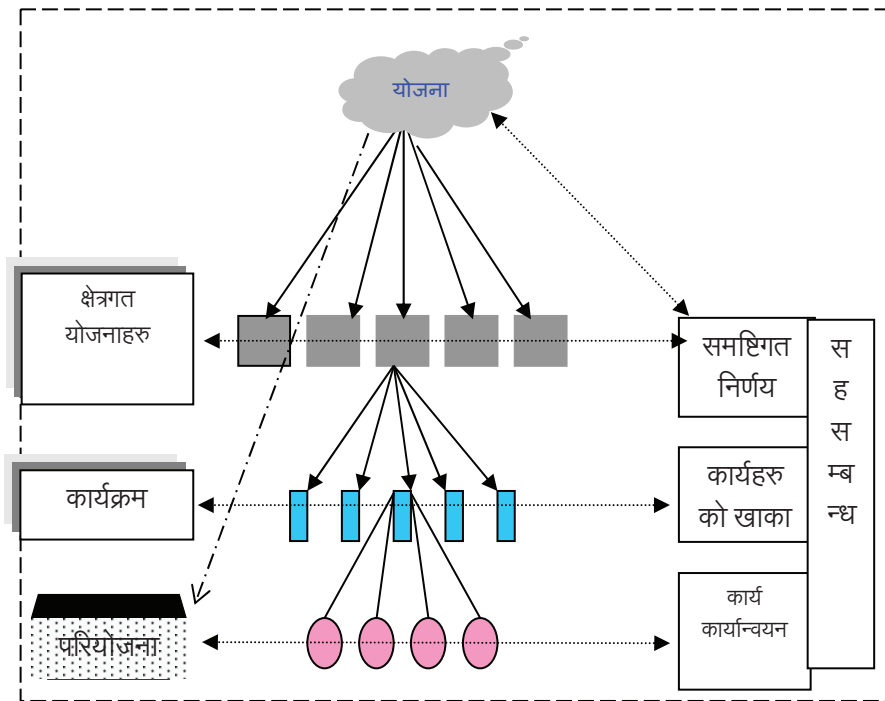 योजना
क्षेत्रगत
योजनाहरु
समष्टिगत
निर्णय
स
ह
स
म्ब
न्ध
कार्यक्रम
कार्यहरु
को खाका
परियोजना
कार्य
कार्यान्वयन